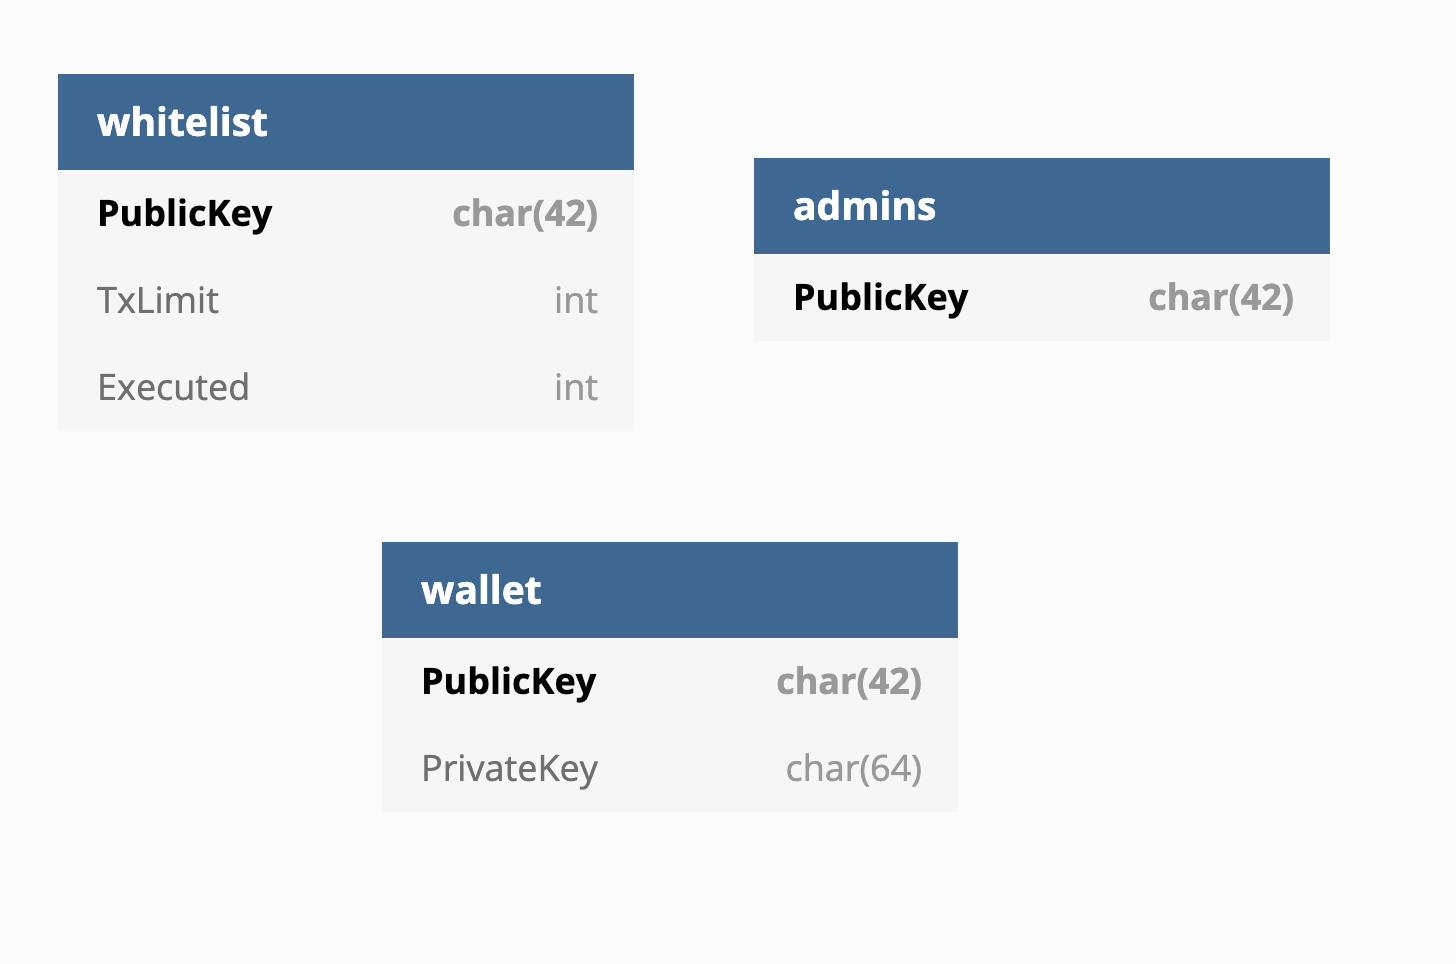 whitelist
PublicKey char(42)
TxLimit int
Executed int
admins
PublicKey char(42)
wallet
PublicKey char(42)
PrivateKey char(64)